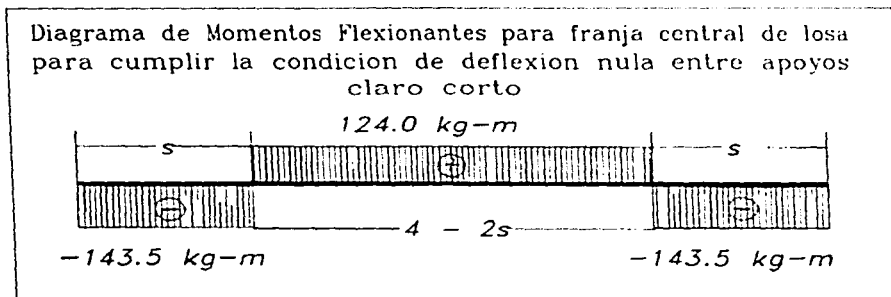 Diagrama de Momentos Flexionantes para franja central de losa
para cumplir la condicion de deflexion nula entre apoyos
claro corto
124.0 kg-m
s
s
+
4 - 2s
-
-
-143.5 kg-m
-143.5 kg-m